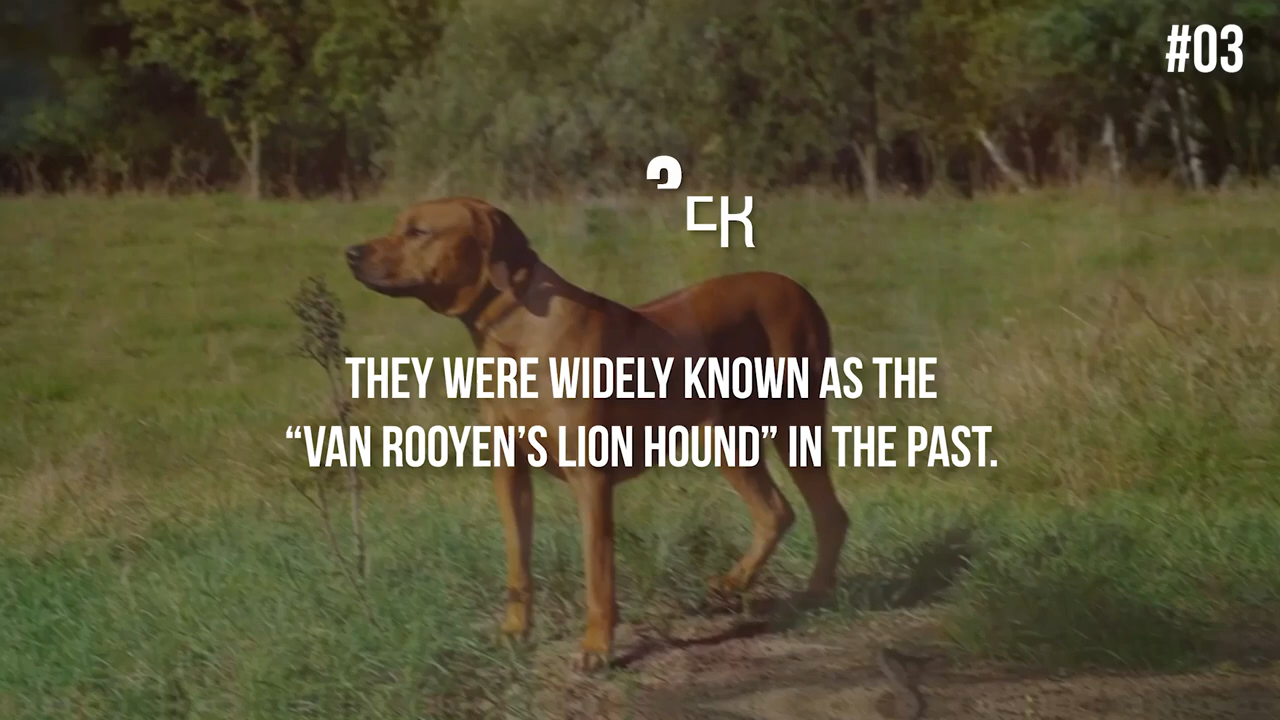 #03
THEY WERE WIDELY KNOWN AS THE
“VAN ROOYEN’S LION HOUND” IN THE PAST.